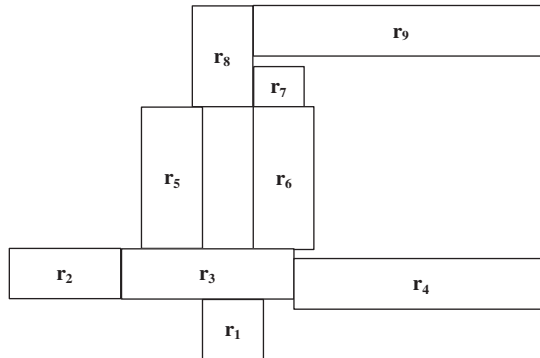 r₉
r₈
r₇
r₅ r₆
r₂ r₃ r₄
r₁